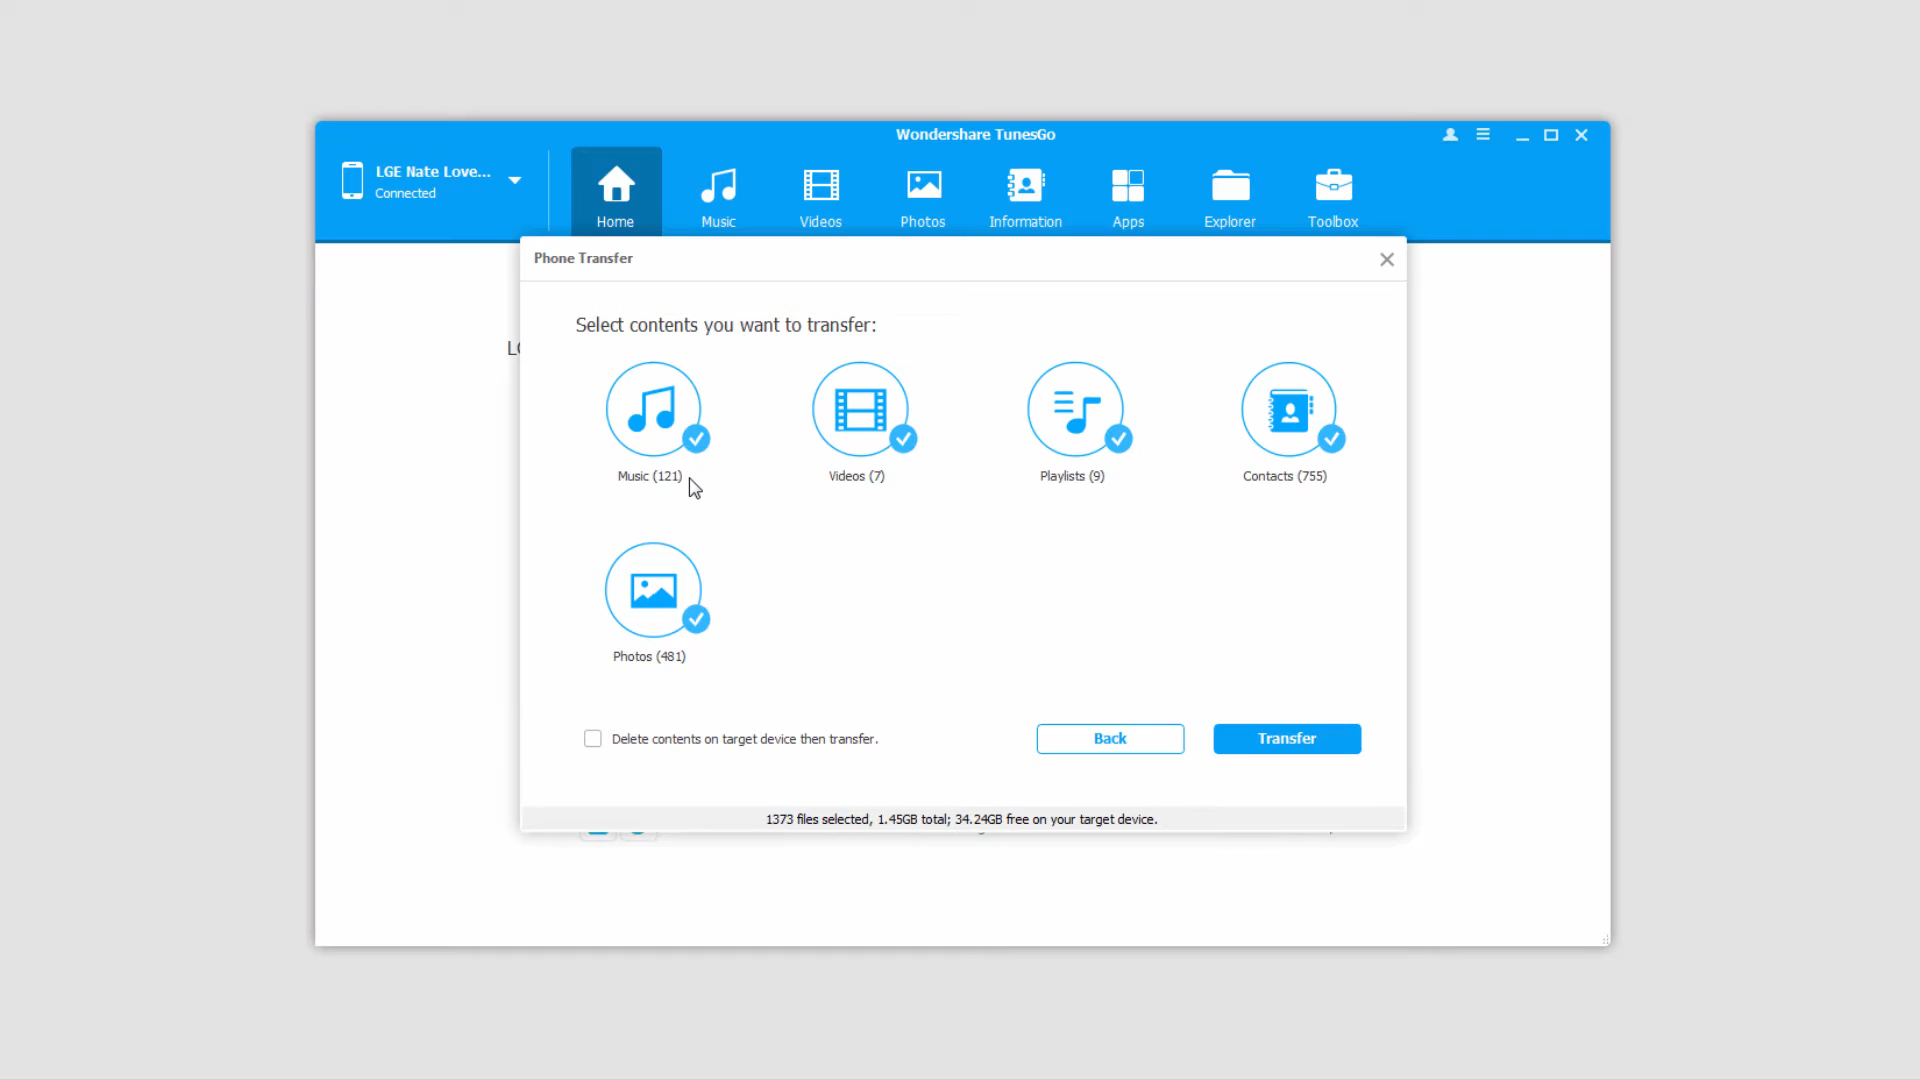 Wondershare TunesGo
LGE Nate Love...
Connected
Home
Music
Videos
Photos
Information
Apps
Explorer
Toolbox
Phone Transfer
Select contents you want to transfer:
Music (121)
Videos (7)
Playlists (9)
Contacts (755)
Photos (481)
Delete contents on target device then transfer.
Back
Transfer
1373 files selected, 1.45GB total; 34.24GB free on your target device.